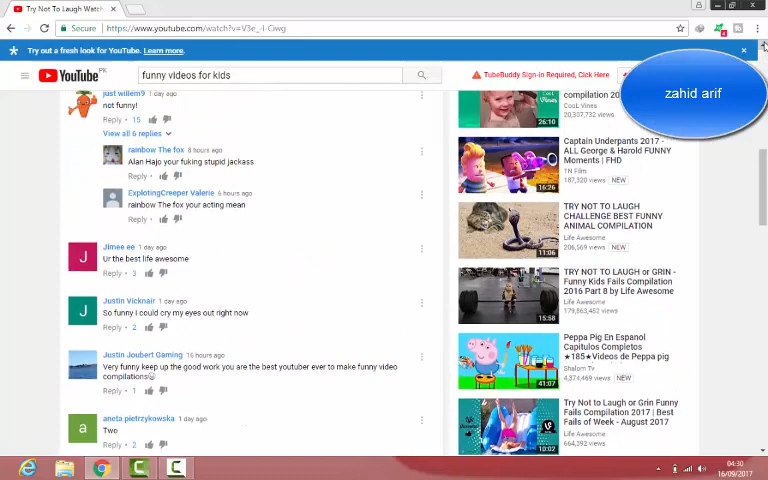 Try Not To Laugh Watch
Secure
https://www.youtube.com/watch?v=V3e_-l-Ciwg
Try out a fresh look for YouTube. Learn more.
YouTube PK
funny videos for kids
TubeBuddy Sign-In Required, Click Here
zahid arif
just willem9 1 day ago
not funny!
Reply 15
View all 6 replies
rainbow The fox 8 hours ago
Alan Hajo your fuking stupid jackass
Reply
ExplotingCreeper Valerie 6 hours ago
rainbow The fox your acting mean
Reply
J
Jimee ee 1 day ago
Ur the best life awesome
Reply 3
J
Justin Vicknair 1 day ago
So funny I could cry my eyes out right now
Reply 2
Justin Joubert Gaming 16 hours ago
Very funny keep up the good work you are the best youtuber ever to make funny video
compilations
Reply 1
a
aneta pietrzykowska 1 day ago
Two
Reply 2
compilation 2
CooL Vines
20,307,732 views
26:10
Captain Underpants 2017 -
ALL George & Harold FUNNY
Moments | FHD
TN Film
187,320 views NEW
16:26
TRY NOT TO LAUGH
CHALLENGE BEST FUNNY
ANIMAL COMPILATION
Life Awesome
206,569 views NEW
11:06
TRY NOT TO LAUGH or GRIN -
Funny Kids Fails Compilation
2016 Part 8 by Life Awesome
Life Awesome
179,863,482 views
15:58
Peppa Pig En Espanol
Capitulos Completos
★185★Videos de Peppa pig
Shalom Tv
4,374,469 views NEW
41:07
Try Not to Laugh or Grin Funny
Fails Compilation 2017 | Best
Fails of Week - August 2017
Life Awesome
664,392 views
10:02
04:30
16/09/2017